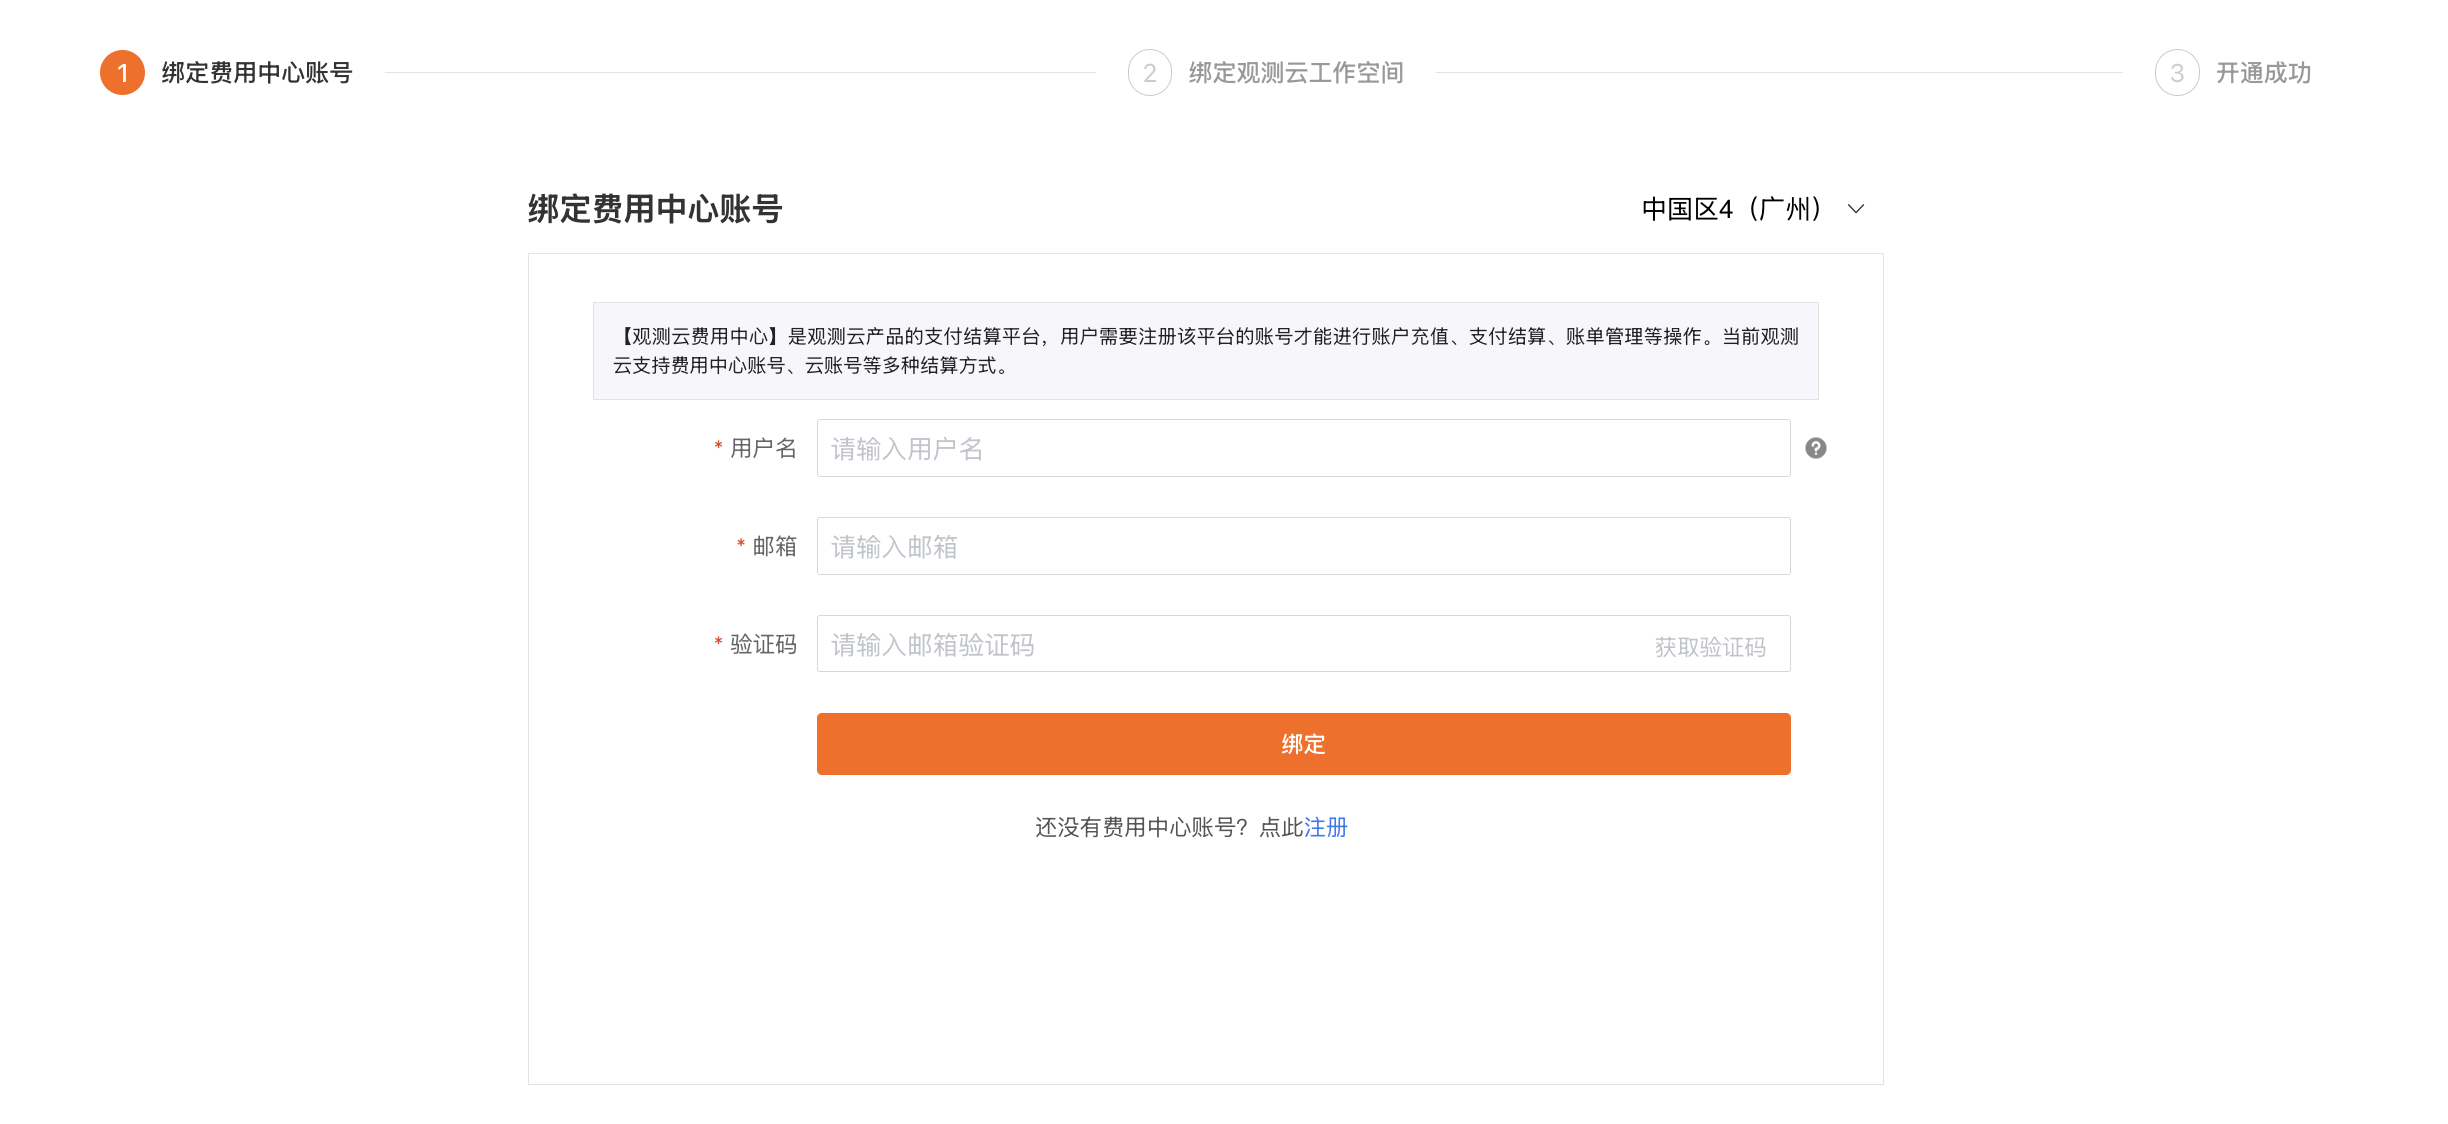 1 绑定费用中心账号
2 绑定观测云工作空间
3 开通成功
绑定费用中心账号
中国区4（广州）
【观测云费用中心】是观测云产品的支付结算平台，用户需要注册该平台的账号才能进行账户充值、支付结算、账单管理等操作。当前观测
云支持费用中心账号、云账号等多种结算方式。
* 用户名 请输入用户名 ?
* 邮箱 请输入邮箱
* 验证码 请输入邮箱验证码 获取验证码
绑定
还没有费用中心账号？点此注册